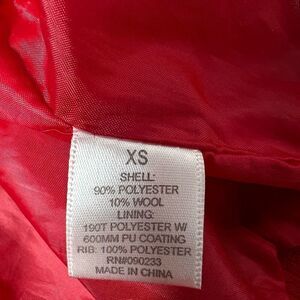 XS
SHELL:
90% POLYESTER
10% WOOL
LINING:
190T POLYESTER W/
600MM PU COATING
RIB: 100% POLYESTER
RN#090233
MADE IN CHINA